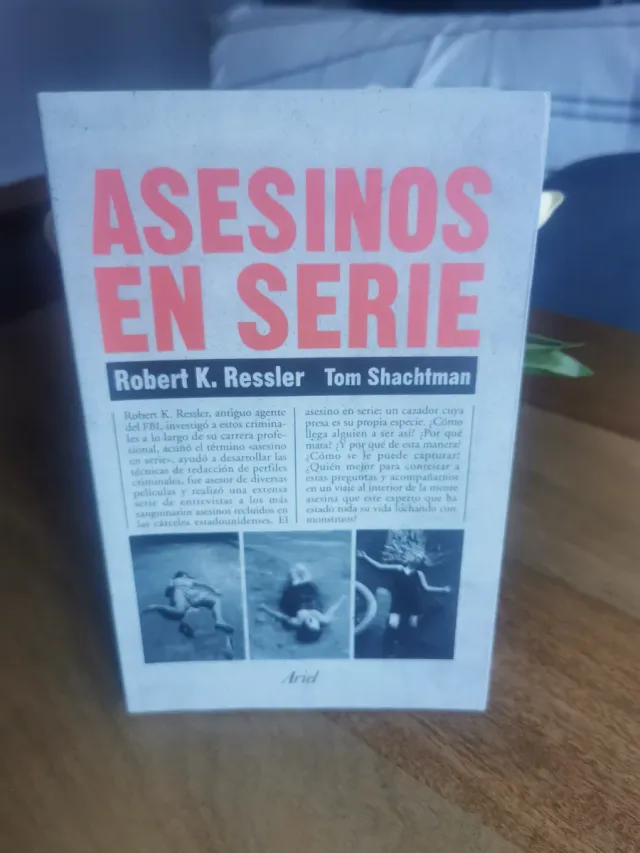 ASESINOS
EN SERIE
Robert K. Ressler Tom Shachtman
Robert K. Ressler, antiguo agente
del FBI, investigó a estos crimina-
les a lo largo de su carrera profe-
sional, acuñó el término «asesino
en serie», ayudó a desarrollar las
técnicas de redacción de perfiles
criminales, fue asesor de diversas
películas y realizó una extensa
serie de entrevistas a los más
sanguinarios asesinos recluidos en
las cárceles estadounidenses. El
asesino en serie: un cazador cuya
presa es su propia especie. ¿Cómo
llega alguien a ser así? ¿Por qué
mata? ¿Y por qué de esta manera?
¿Cómo se le puede capturar?
¿Quién mejor para contestar a
estas preguntas y acompañarnos
en un viaje al interior de la mente
asesina que este experto que ha
estado toda su vida luchando con
monstruos?
Ariel